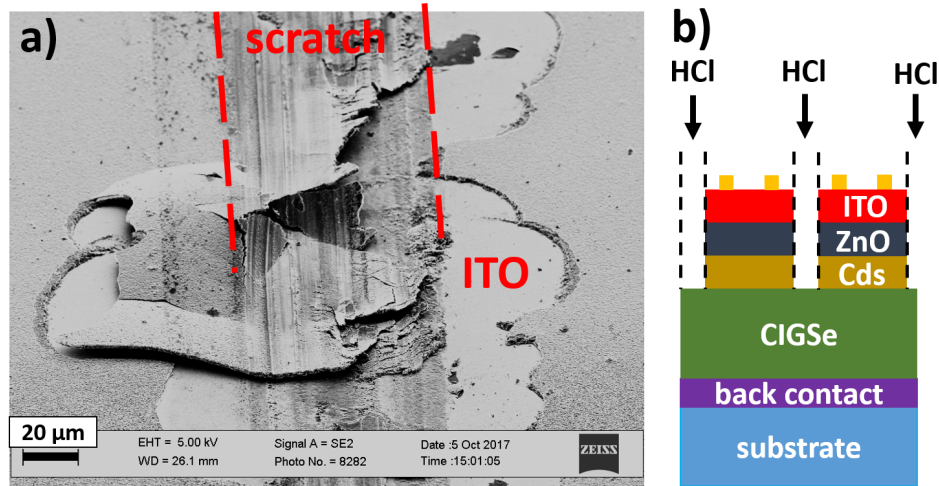 a)
scratch
ITO
20 µm
EHT = 5.00 kV
WD = 26.1 mm
Signal A = SE2
Photo No. = 8282
Date :5 Oct 2017
Time :15:01:05
ZEISS
b)
HCl
HCl
HCl
ITO
ZnO
Cds
CIGSe
back contact
substrate